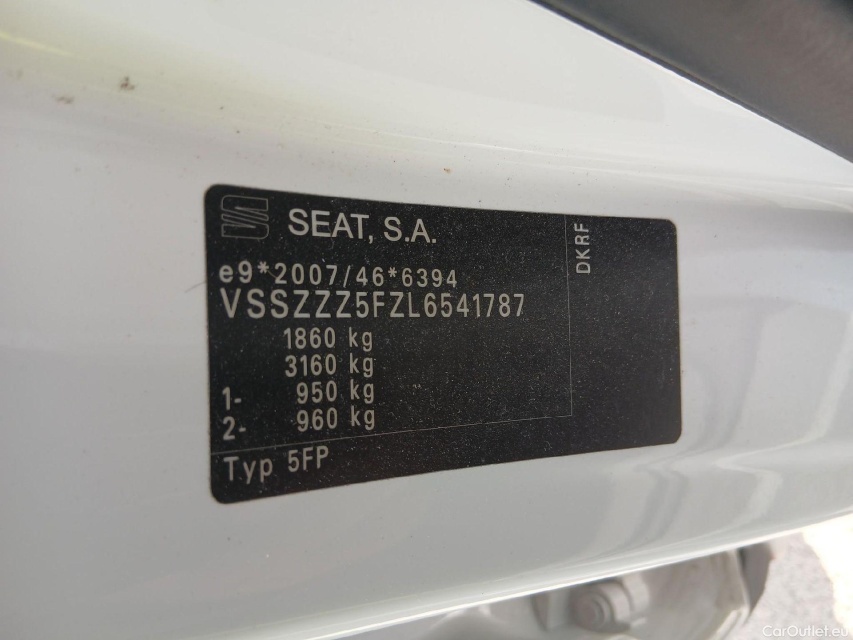 SEAT, S.A.
DKRF
e9*2007/46*6394
VSSZZZ5FZL6541787
1860 kg
3160 kg
1- 950 kg
2- 960 kg
Typ 5FP
CarOutlet.eu